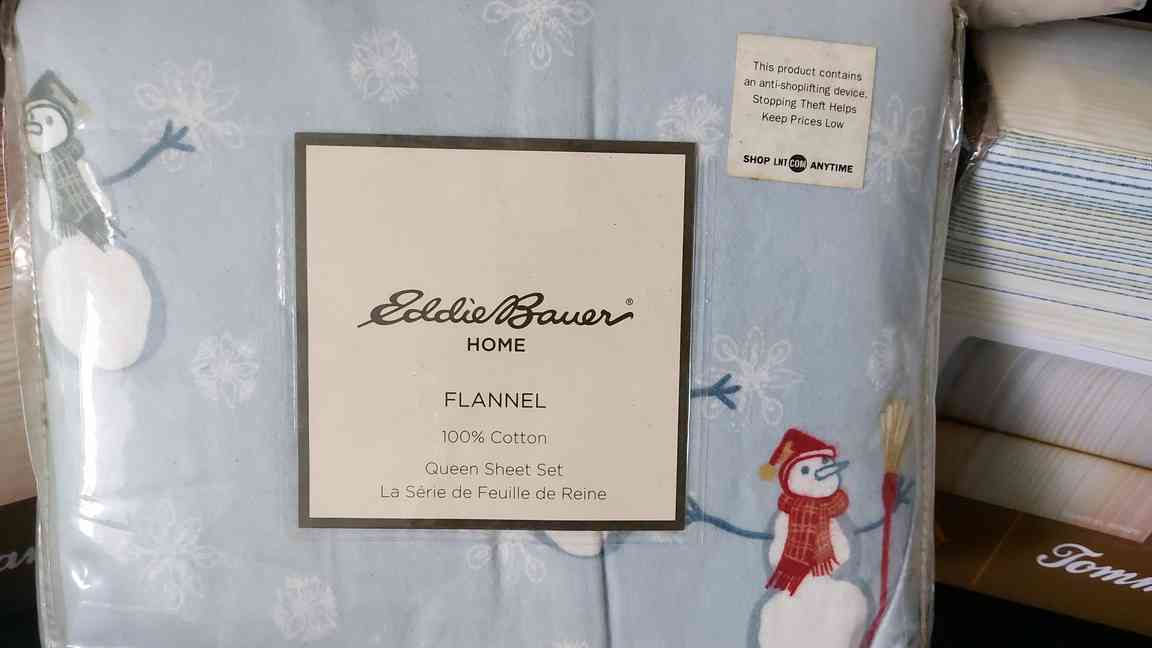 This product contains
an anti-shoplifting device.
Stopping Theft Helps
Keep Prices Low
SHOP LNT.COM ANYTIME
Eddie Bauer®
HOME
FLANNEL
100% Cotton
Queen Sheet Set
La Série de Feuille de Reine